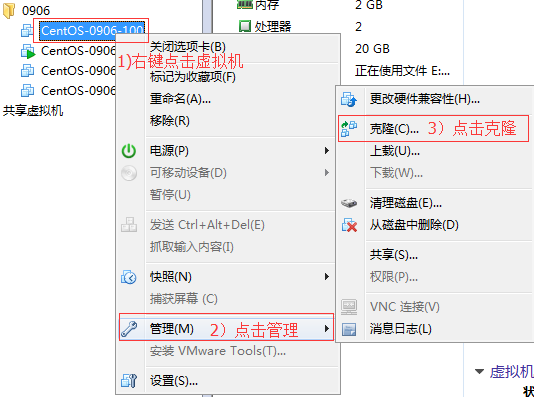 0906
CentOS-0906-100
CentOS-0906
CentOS-0906
CentOS-0906
共享虚拟机
内存
2 GB
处理器
2
20 GB
正在使用文件 E:...
关闭选项卡(B)
1)右键点击虚拟机
标记为收藏项(F)
重命名(A)...
移除(R)
电源(P)
可移动设备(D)
暂停(U)
发送 Ctrl+Alt+Del(E)
抓取输入内容(I)
快照(N)
捕获屏幕 (C)
管理(M)
2）点击管理
安装 VMware Tools(T)...
设置(S)...
更改硬件兼容性(H)...
克隆(C)...
3）点击克隆
上载(U)...
下载(W)...
清理磁盘(E)...
从磁盘中删除(D)
共享(S)...
权限(P)...
VNC 连接(V)
消息日志(L)
虚拟机